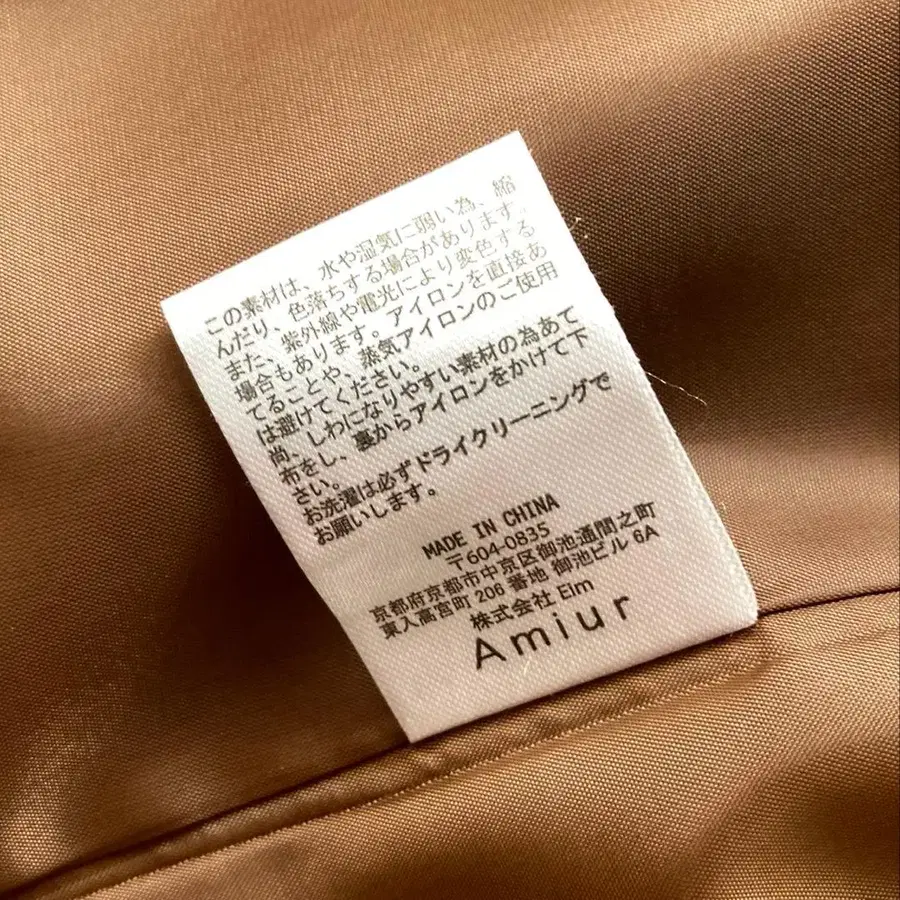 この素材は、水や湿気に弱い為、縮
んだり、色落ちする場合があります。
また、紫外線や電光により変色する
場合もあります。アイロンを直接あ
てることや、蒸気アイロンのご使用
は避けてください。
尚、しわになりやすい素材の為あて
布をし、裏からアイロンをかけて下
さい。
お洗濯は必ずドライクリーニングで
お願いします。
MADE IN CHINA
〒604-0835
京都府京都市中京区御池通間之町
東入高宮町 206 番地 御池ビル 6A
株式会社 Elm
Amiur